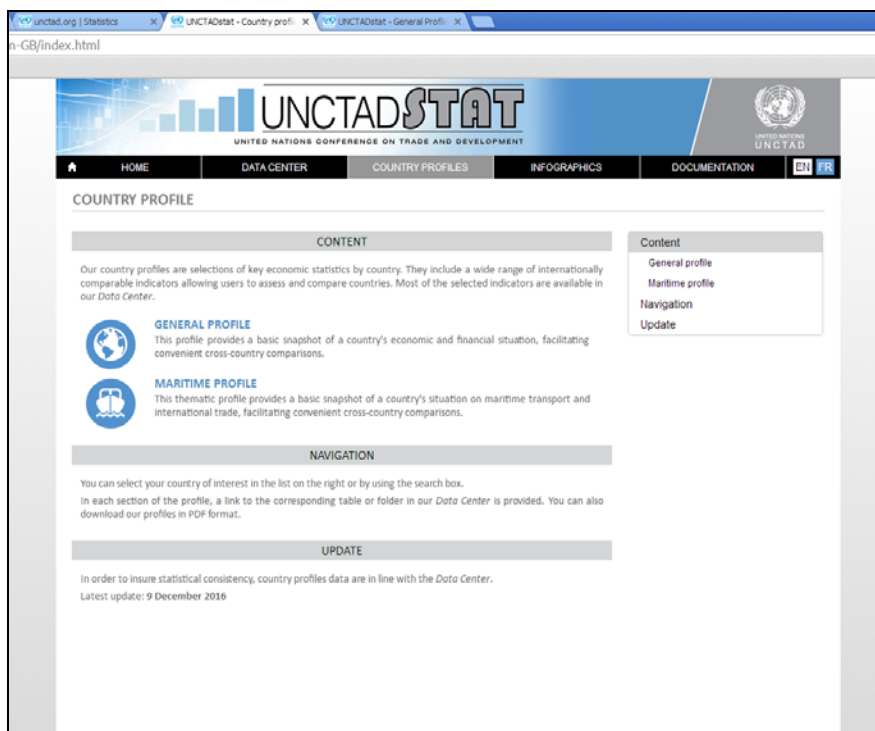 unctad.org | Statistics
UNCTADstat - Country profi
UNCTADstat - General Profil
n-GB/index.html
UNCTADSTAT
UNITED NATIONS CONFERENCE ON TRADE AND DEVELOPMENT
UNITED NATIONS
UNCTAD
HOME DATA CENTER COUNTRY PROFILES INFOGRAPHICS DOCUMENTATION EN FR
COUNTRY PROFILE
CONTENT
Our country profiles are selections of key economic statistics by country. They include a wide range of internationally
comparable indicators allowing users to assess and compare countries. Most of the selected indicators are available in
our Data Center.
GENERAL PROFILE
This profile provides a basic snapshot of a country's economic and financial situation, facilitating
convenient cross-country comparisons.
MARITIME PROFILE
This thematic profile provides a basic snapshot of a country's situation on maritime transport and
international trade, facilitating convenient cross-country comparisons.
NAVIGATION
You can select your country of interest in the list on the right or by using the search box.
In each section of the profile, a link to the corresponding table or folder in our Data Center is provided. You can also
download our profiles in PDF format.
UPDATE
In order to insure statistical consistency, country profiles data are in line with the Data Center.
Latest update: 9 December 2016
Content
General profile
Maritime profile
Navigation
Update